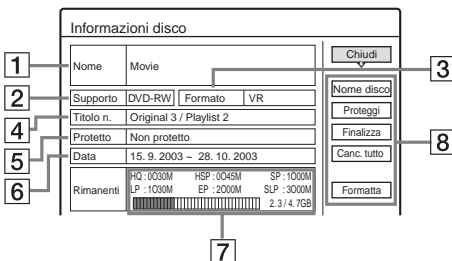 Informazioni disco
Chiudi
1
Nome
Movie
3
2
Supporto
DVD-RW
Formato
VR
Nome disco
4
Titolo n.
Original 3 / Playlist 2
Proteggi
5
Protetto
Non protetto
Finalizza
8
6
Data
15. 9. 2003 ~ 28. 10. 2003
Canc. tutto
Rimanenti
HQ : 0030M HSP : 0045M SP : 1000M
LP : 1030M EP : 2000M SLP : 3000M
2. 3 / 4. 7GB
Formatta
7